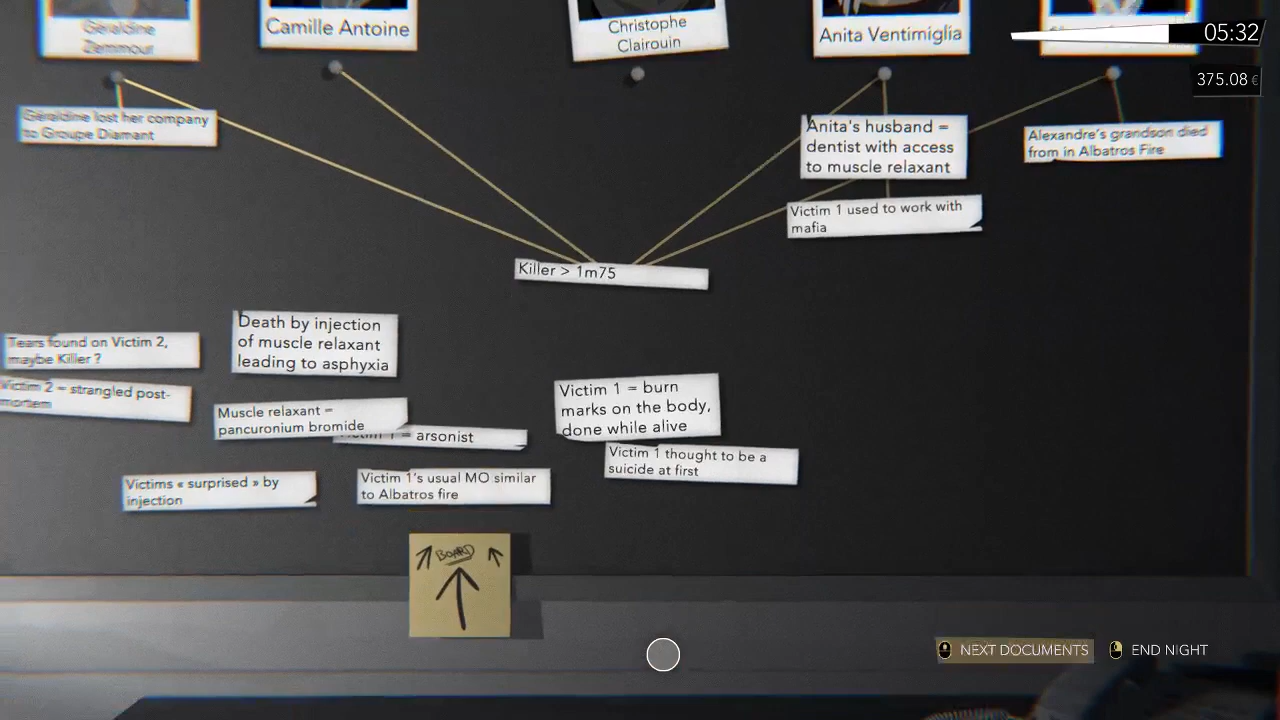 Géraldine
Zemmour
Camille Antoine
Christophe
Clairouin
Anita Ventimiglia
05:32
375.08 €
Géraldine lost her company
to Groupe Diamant
Anita's husband =
dentist with access
to muscle relaxant
Alexandre's grandson died
from in Albatros Fire
Victim 1 used to work with
mafia
Killer > 1m75
Tears found on Victim 2,
maybe Killer ?
Death by injection
of muscle relaxant
leading to asphyxia
Victim 2 = strangled post-
mortem
Muscle relaxant =
pancuronium bromide
Victim 1 = arsonist
Victim 1 = burn
marks on the body,
done while alive
Victim 1 thought to be a
suicide at first
Victims « surprised » by
injection
Victim 1's usual MO similar
to Albatros fire
BOARD
NEXT DOCUMENTS
END NIGHT